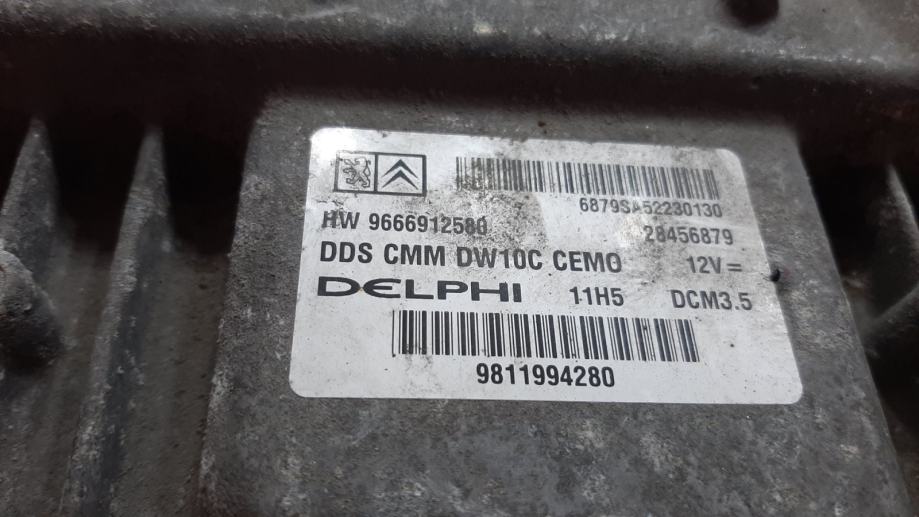 6879SA52230130
HW 9666912580
28456879
DDS CMM DW10C CEMO 12V =
DELPHI 11H5 DCM3.5
9811994280